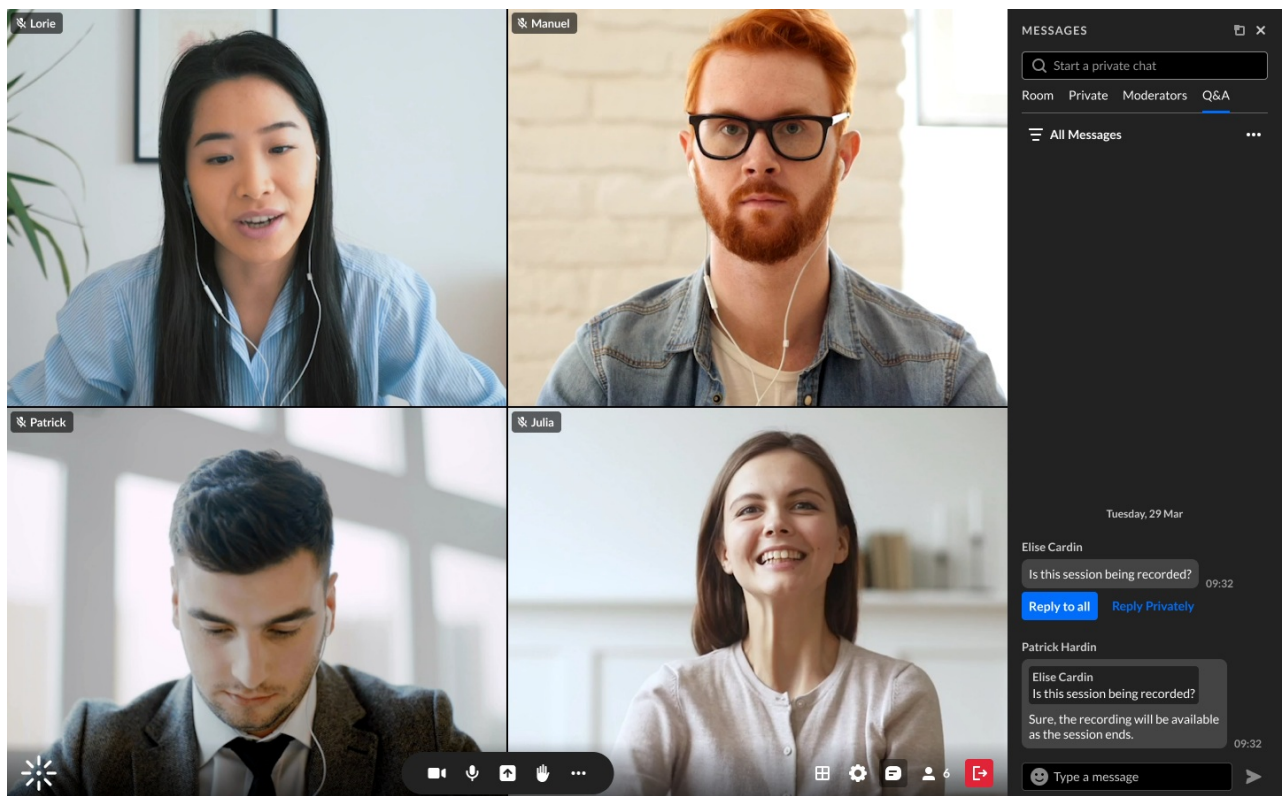 Lorie
Manuel
Patrick
Julia
6
MESSAGES
Start a private chat
Room Private Moderators Q&A
All Messages
Tuesday, 29 Mar
Elise Cardin
Is this session being recorded?
09:32
Reply to all Reply Privately
Patrick Hardin
Elise Cardin
Is this session being recorded?
Sure, the recording will be available
as the session ends.
09:32
Type a message